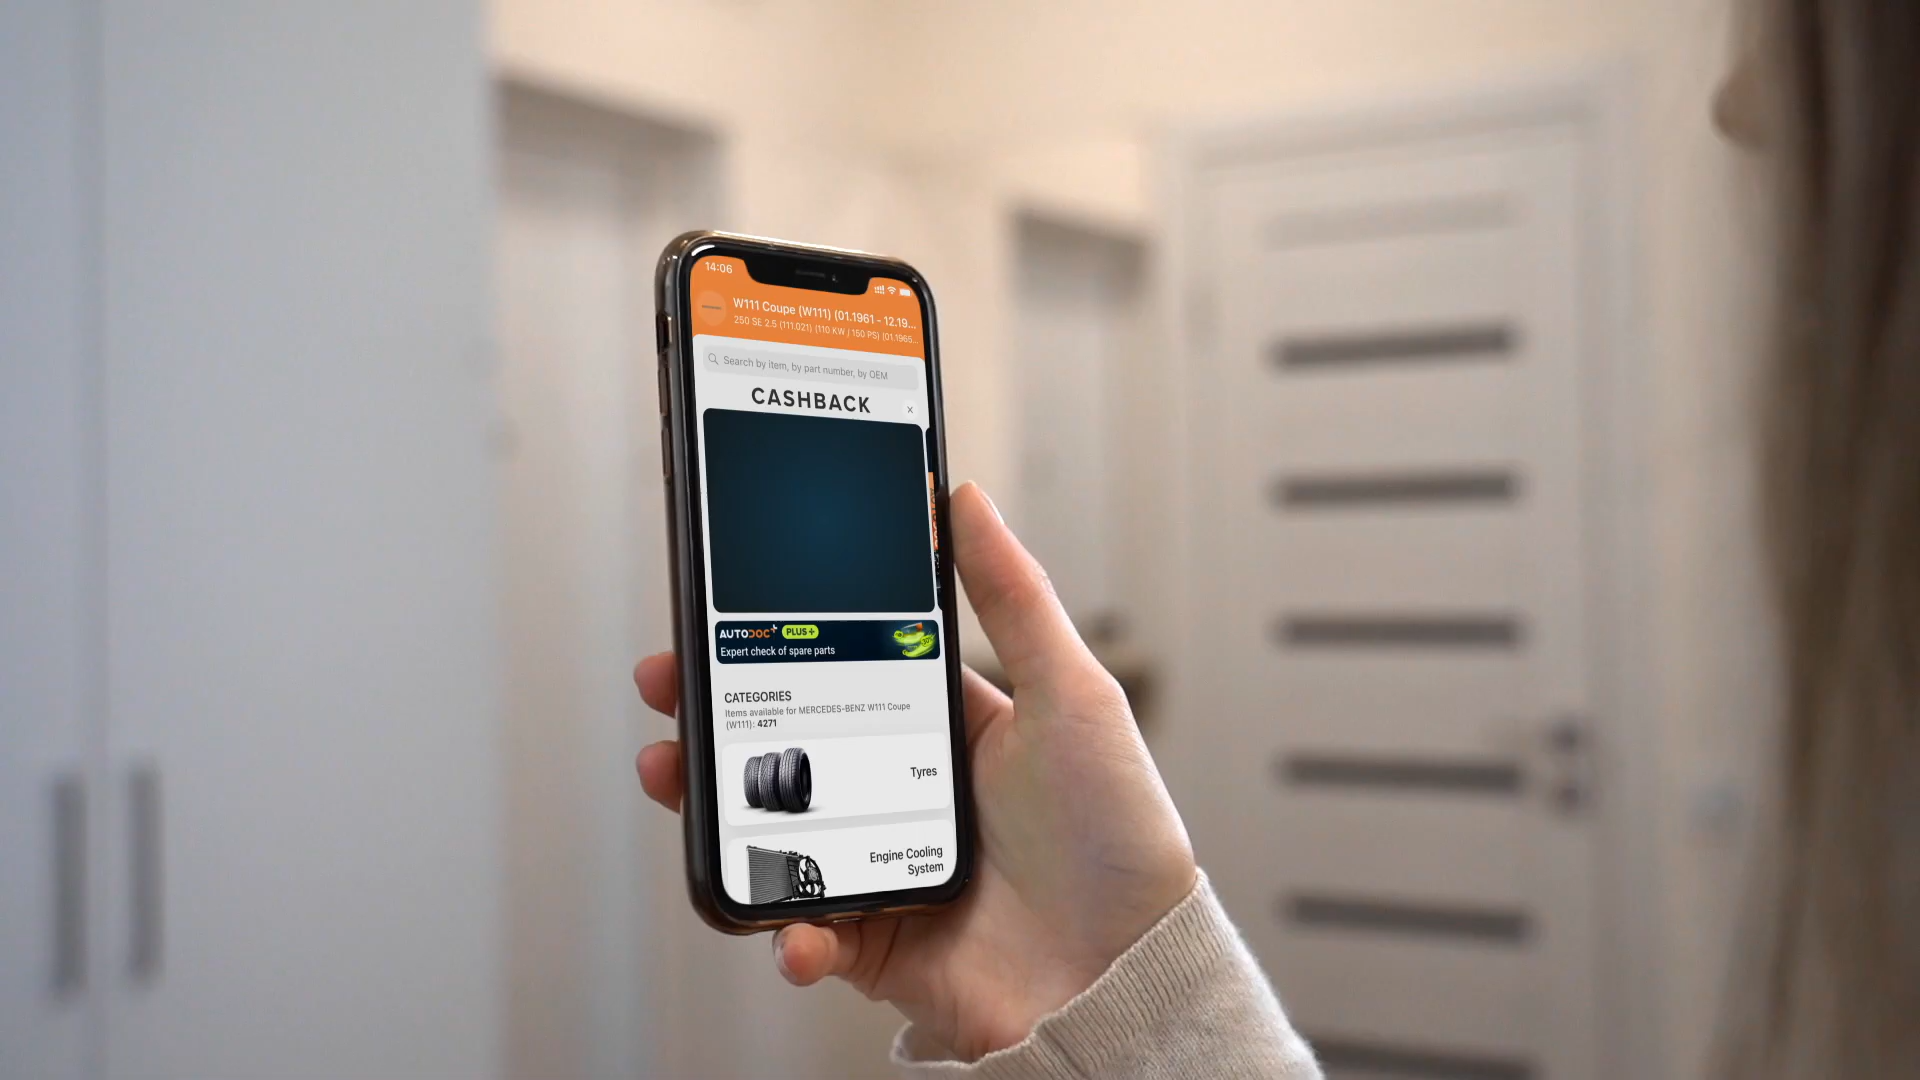 14:06
W111 Coupe (W111) (01.1961 - 12.19...
250 SE 2.5 (111.021) (110 KW / 150 PS) (01.1965...
Search by item, by part number, by OEM
CASHBACK
AUTODOC+ PLUS+
Expert check of spare parts
CATEGORIES
Items available for MERCEDES-BENZ W111 Coupe
(W111): 4271
Tyres
Engine Cooling
System